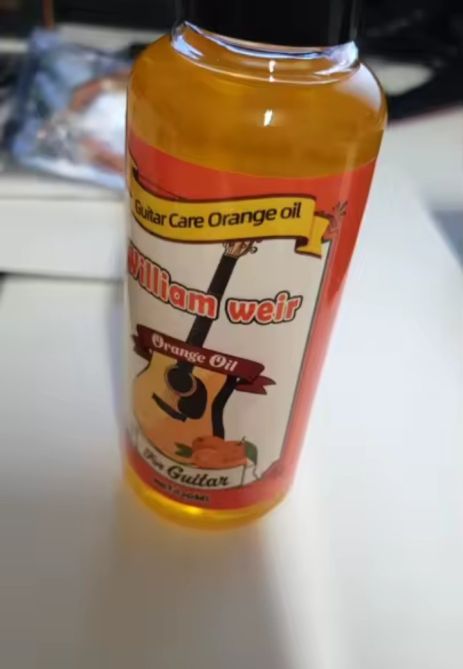 Guitar Care Orange oil
William weir
Orange Oil
For Guitar